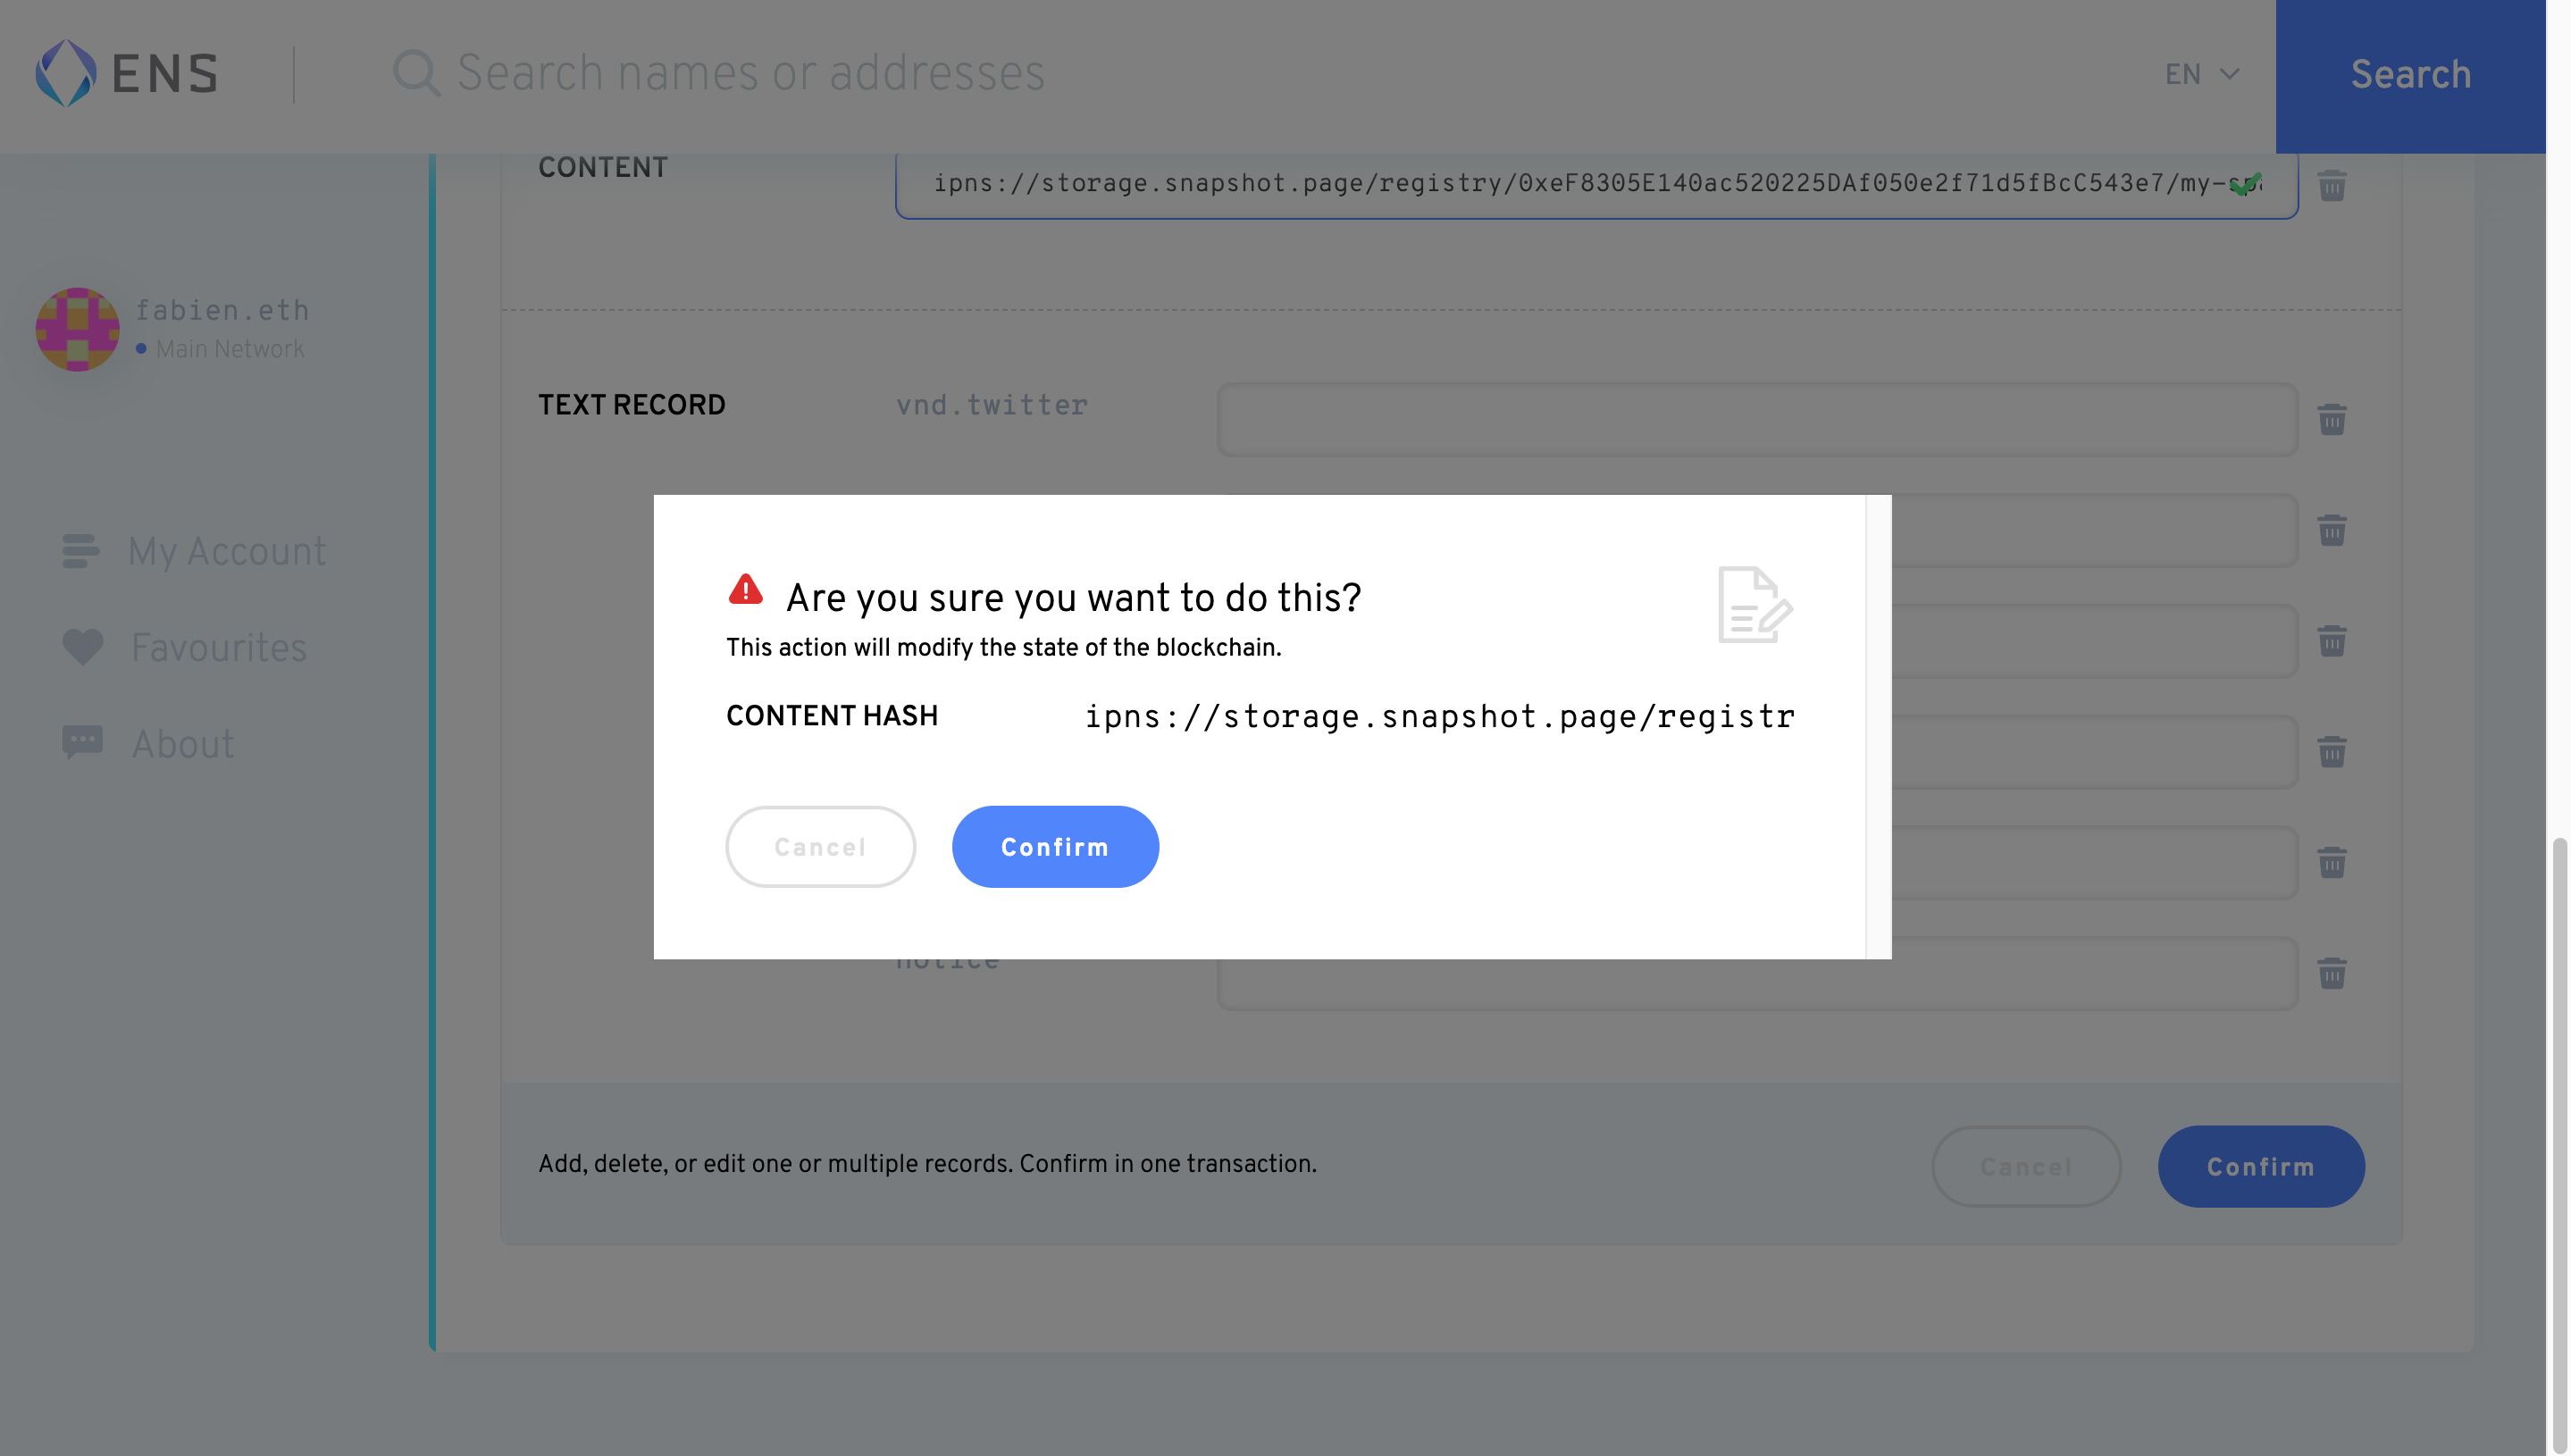 ENS
Search names or addresses
EN
Search
CONTENT
ipns://storage.snapshot.page/registry/0xeF8305E140ac520225DAf050e2f71d5fBcC543e7/my-spa
fabien.eth
Main Network
TEXT RECORD
vnd.twitter
My Account
Favourites
About
Are you sure you want to do this?
This action will modify the state of the blockchain.
CONTENT HASH
ipns://storage.snapshot.page/registr
Cancel
Confirm
notice
Add, delete, or edit one or multiple records. Confirm in one transaction.
Cancel
Confirm